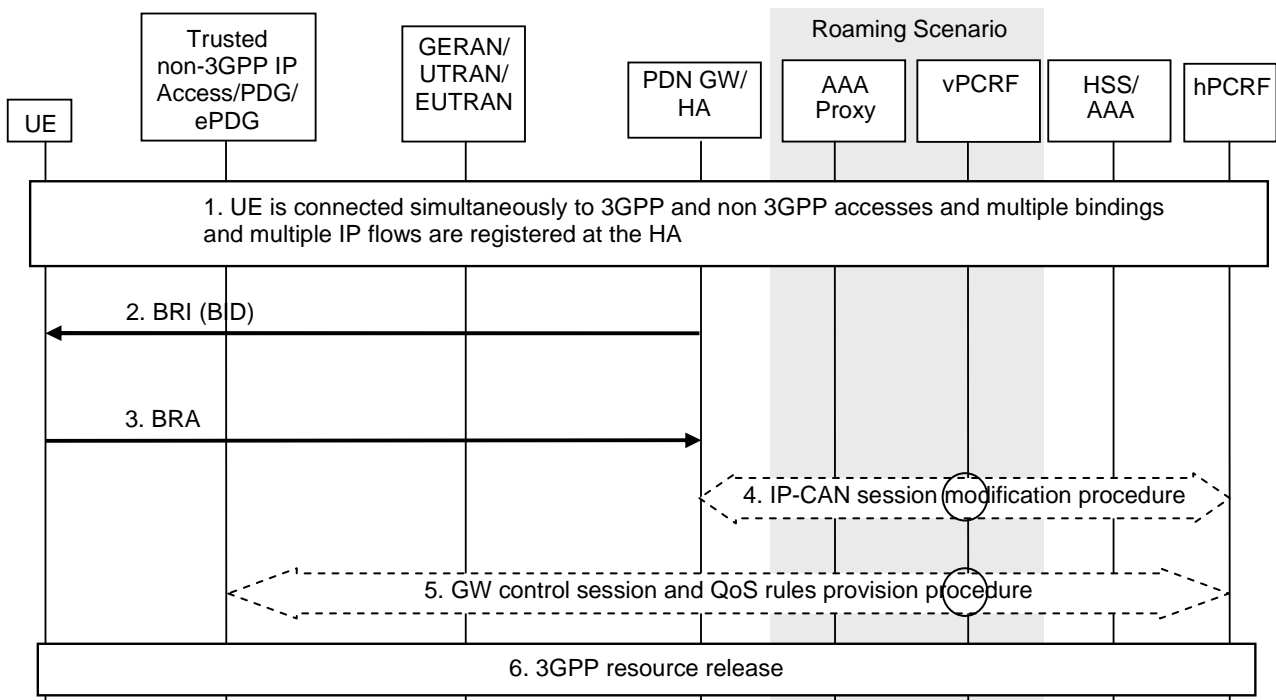 Roaming Scenario
Trusted
non-3GPP IP
Access/PDG/
ePDG
GERAN/
UTRAN/
EUTRAN
PDN GW/
HA
AAA
Proxy
vPCRF
HSS/
AAA
hPCRF
UE
1. UE is connected simultaneously to 3GPP and non 3GPP accesses and multiple bindings
and multiple IP flows are registered at the HA
2. BRI (BID)
3. BRA
4. IP-CAN session modification procedure
5. GW control session and QoS rules provision procedure
6. 3GPP resource release